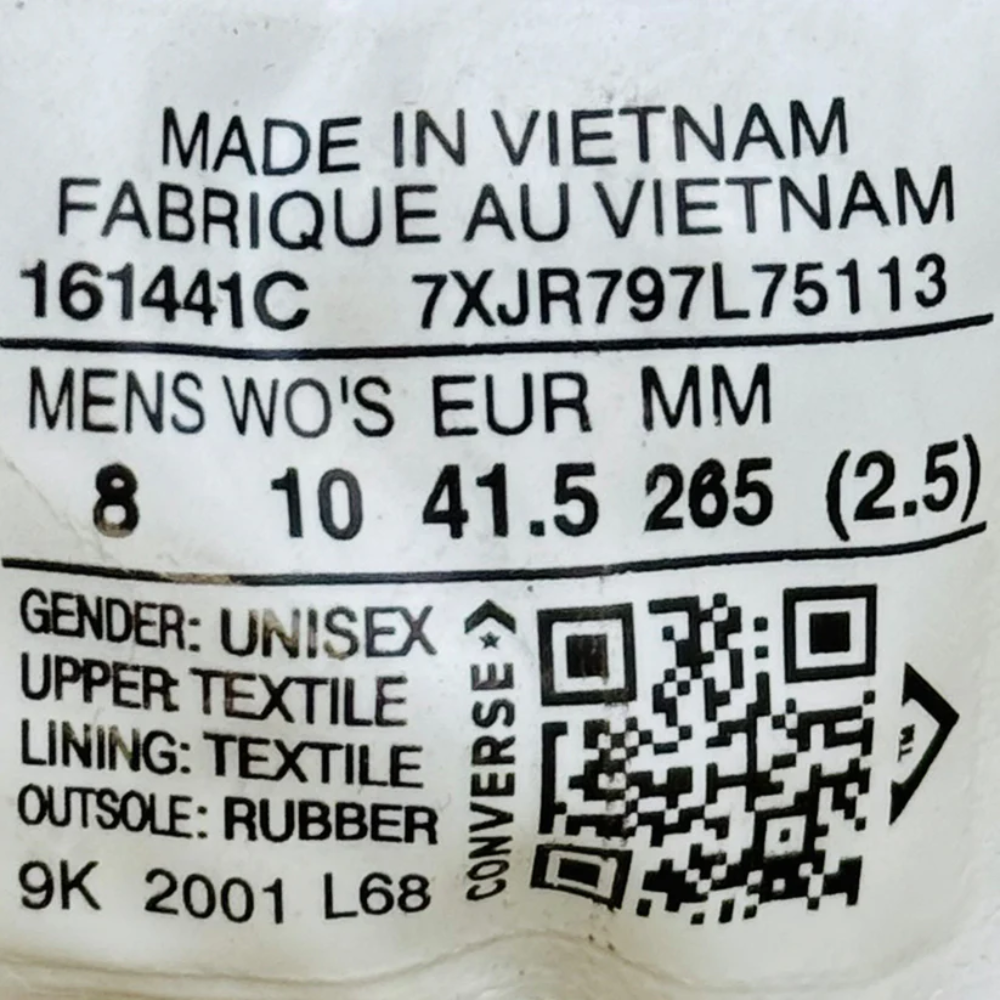 MADE IN VIETNAM
FABRIQUE AU VIETNAM
161441C 7XJR797L75113
MENS WO'S EUR MM
8 10 41.5 265 (2.5)
GENDER: UNISEX
UPPER: TEXTILE
LINING: TEXTILE
OUTSOLE: RUBBER
9K 2001 L68
CONVERSE
TM